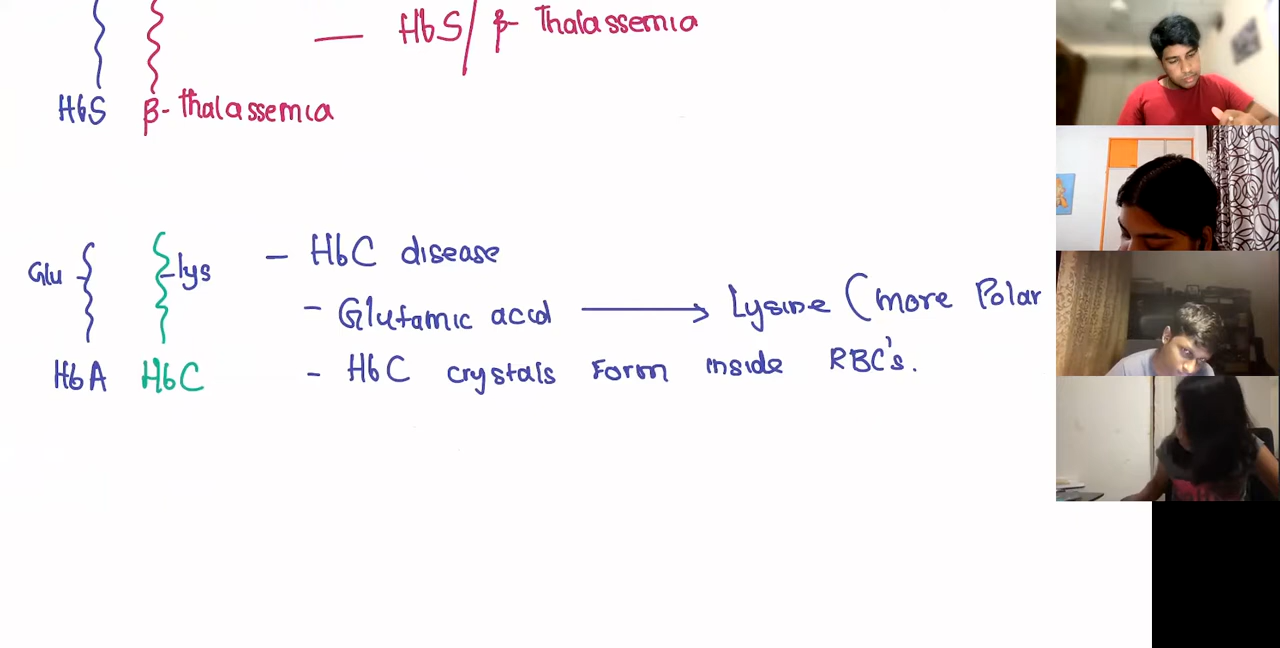 — HbS/ β- Thalassemia
HbS β- Thalassemia
Glu lys
- HbC disease
- Glutamic acid → Lysine (more Polar
- HbC crystals Form inside RBC's.
HbA HbC